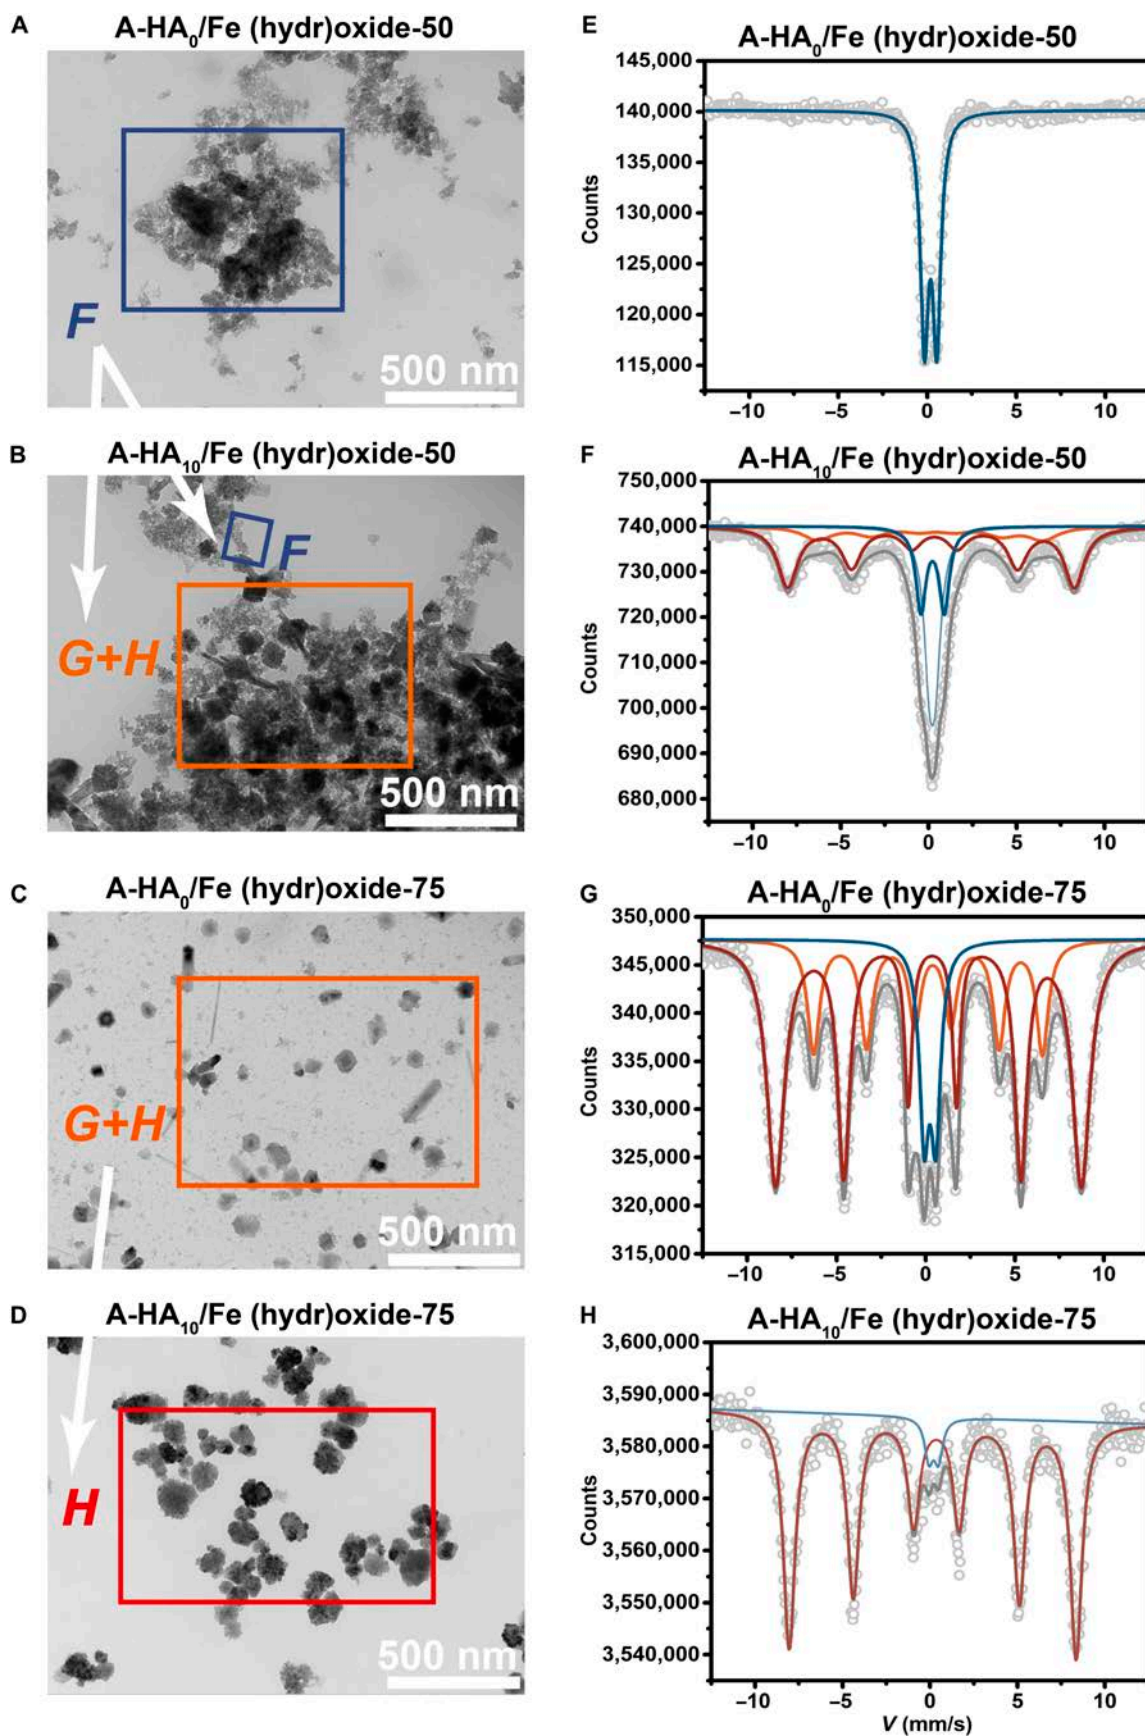 A A-HA0/Fe (hydr)oxide-50
F
500 nm
B A-HA10/Fe (hydr)oxide-50
F
G+H
500 nm
C A-HA0/Fe (hydr)oxide-75
G+H
500 nm
D A-HA10/Fe (hydr)oxide-75
H
500 nm
E A-HA0/Fe (hydr)oxide-50
145,000
140,000
135,000
130,000
125,000
120,000
115,000
Counts
–10 –5 0 5 10
F A-HA10/Fe (hydr)oxide-50
750,000
740,000
730,000
720,000
710,000
700,000
690,000
680,000
Counts
–10 –5 0 5 10
G A-HA0/Fe (hydr)oxide-75
350,000
345,000
340,000
335,000
330,000
325,000
320,000
315,000
Counts
–10 –5 0 5 10
H A-HA10/Fe (hydr)oxide-75
3,600,000
3,590,000
3,580,000
3,570,000
3,560,000
3,550,000
3,540,000
Counts
–10 –5 0 5 10
V (mm/s)